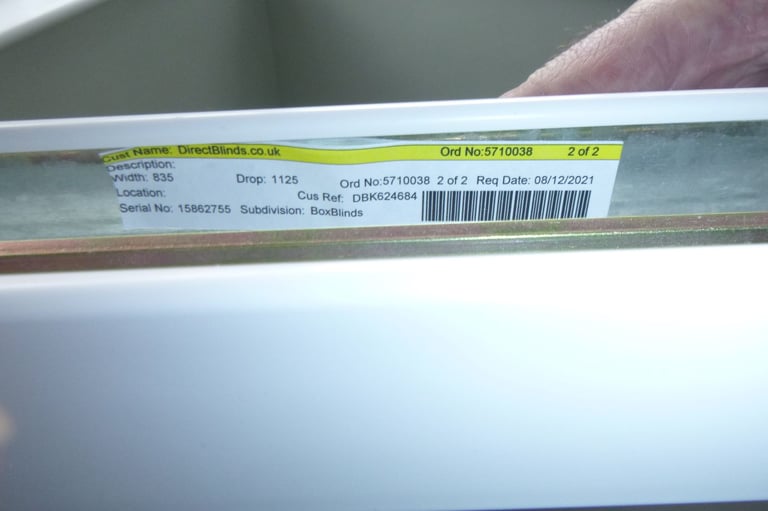 Cust Name: DirectBlinds.co.uk Ord No:5710038 2 of 2
Description:
Width: 835 Drop: 1125 Ord No:5710038 2 of 2 Req Date: 08/12/2021
Location: Cus Ref: DBK624684
Serial No: 15862755 Subdivision: BoxBlinds